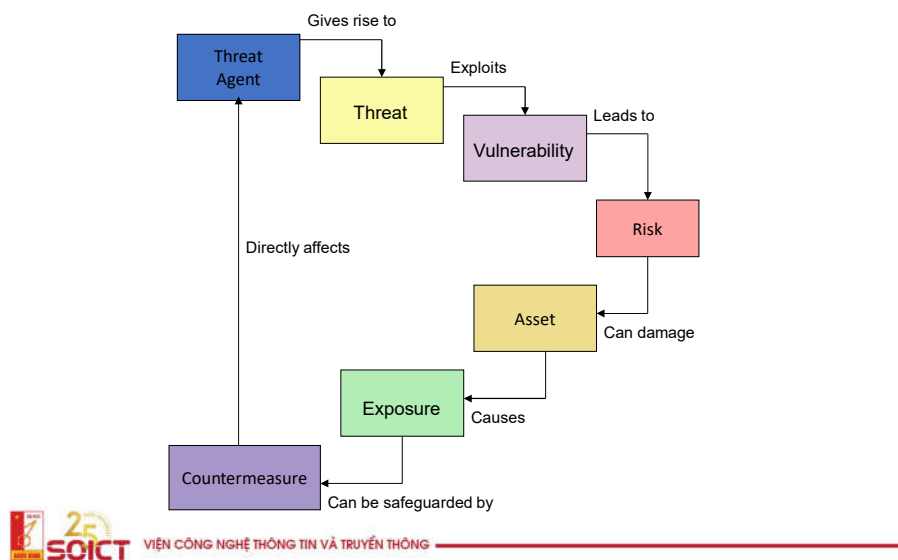 Gives rise to
Threat
Agent
Exploits
Threat
Leads to
Vulnerability
Risk
Directly affects
Asset
Can damage
Exposure
Causes
Countermeasure
Can be safeguarded by
25
SOICT
VIỆN CÔNG NGHỆ THÔNG TIN VÀ TRUYỀN THÔNG